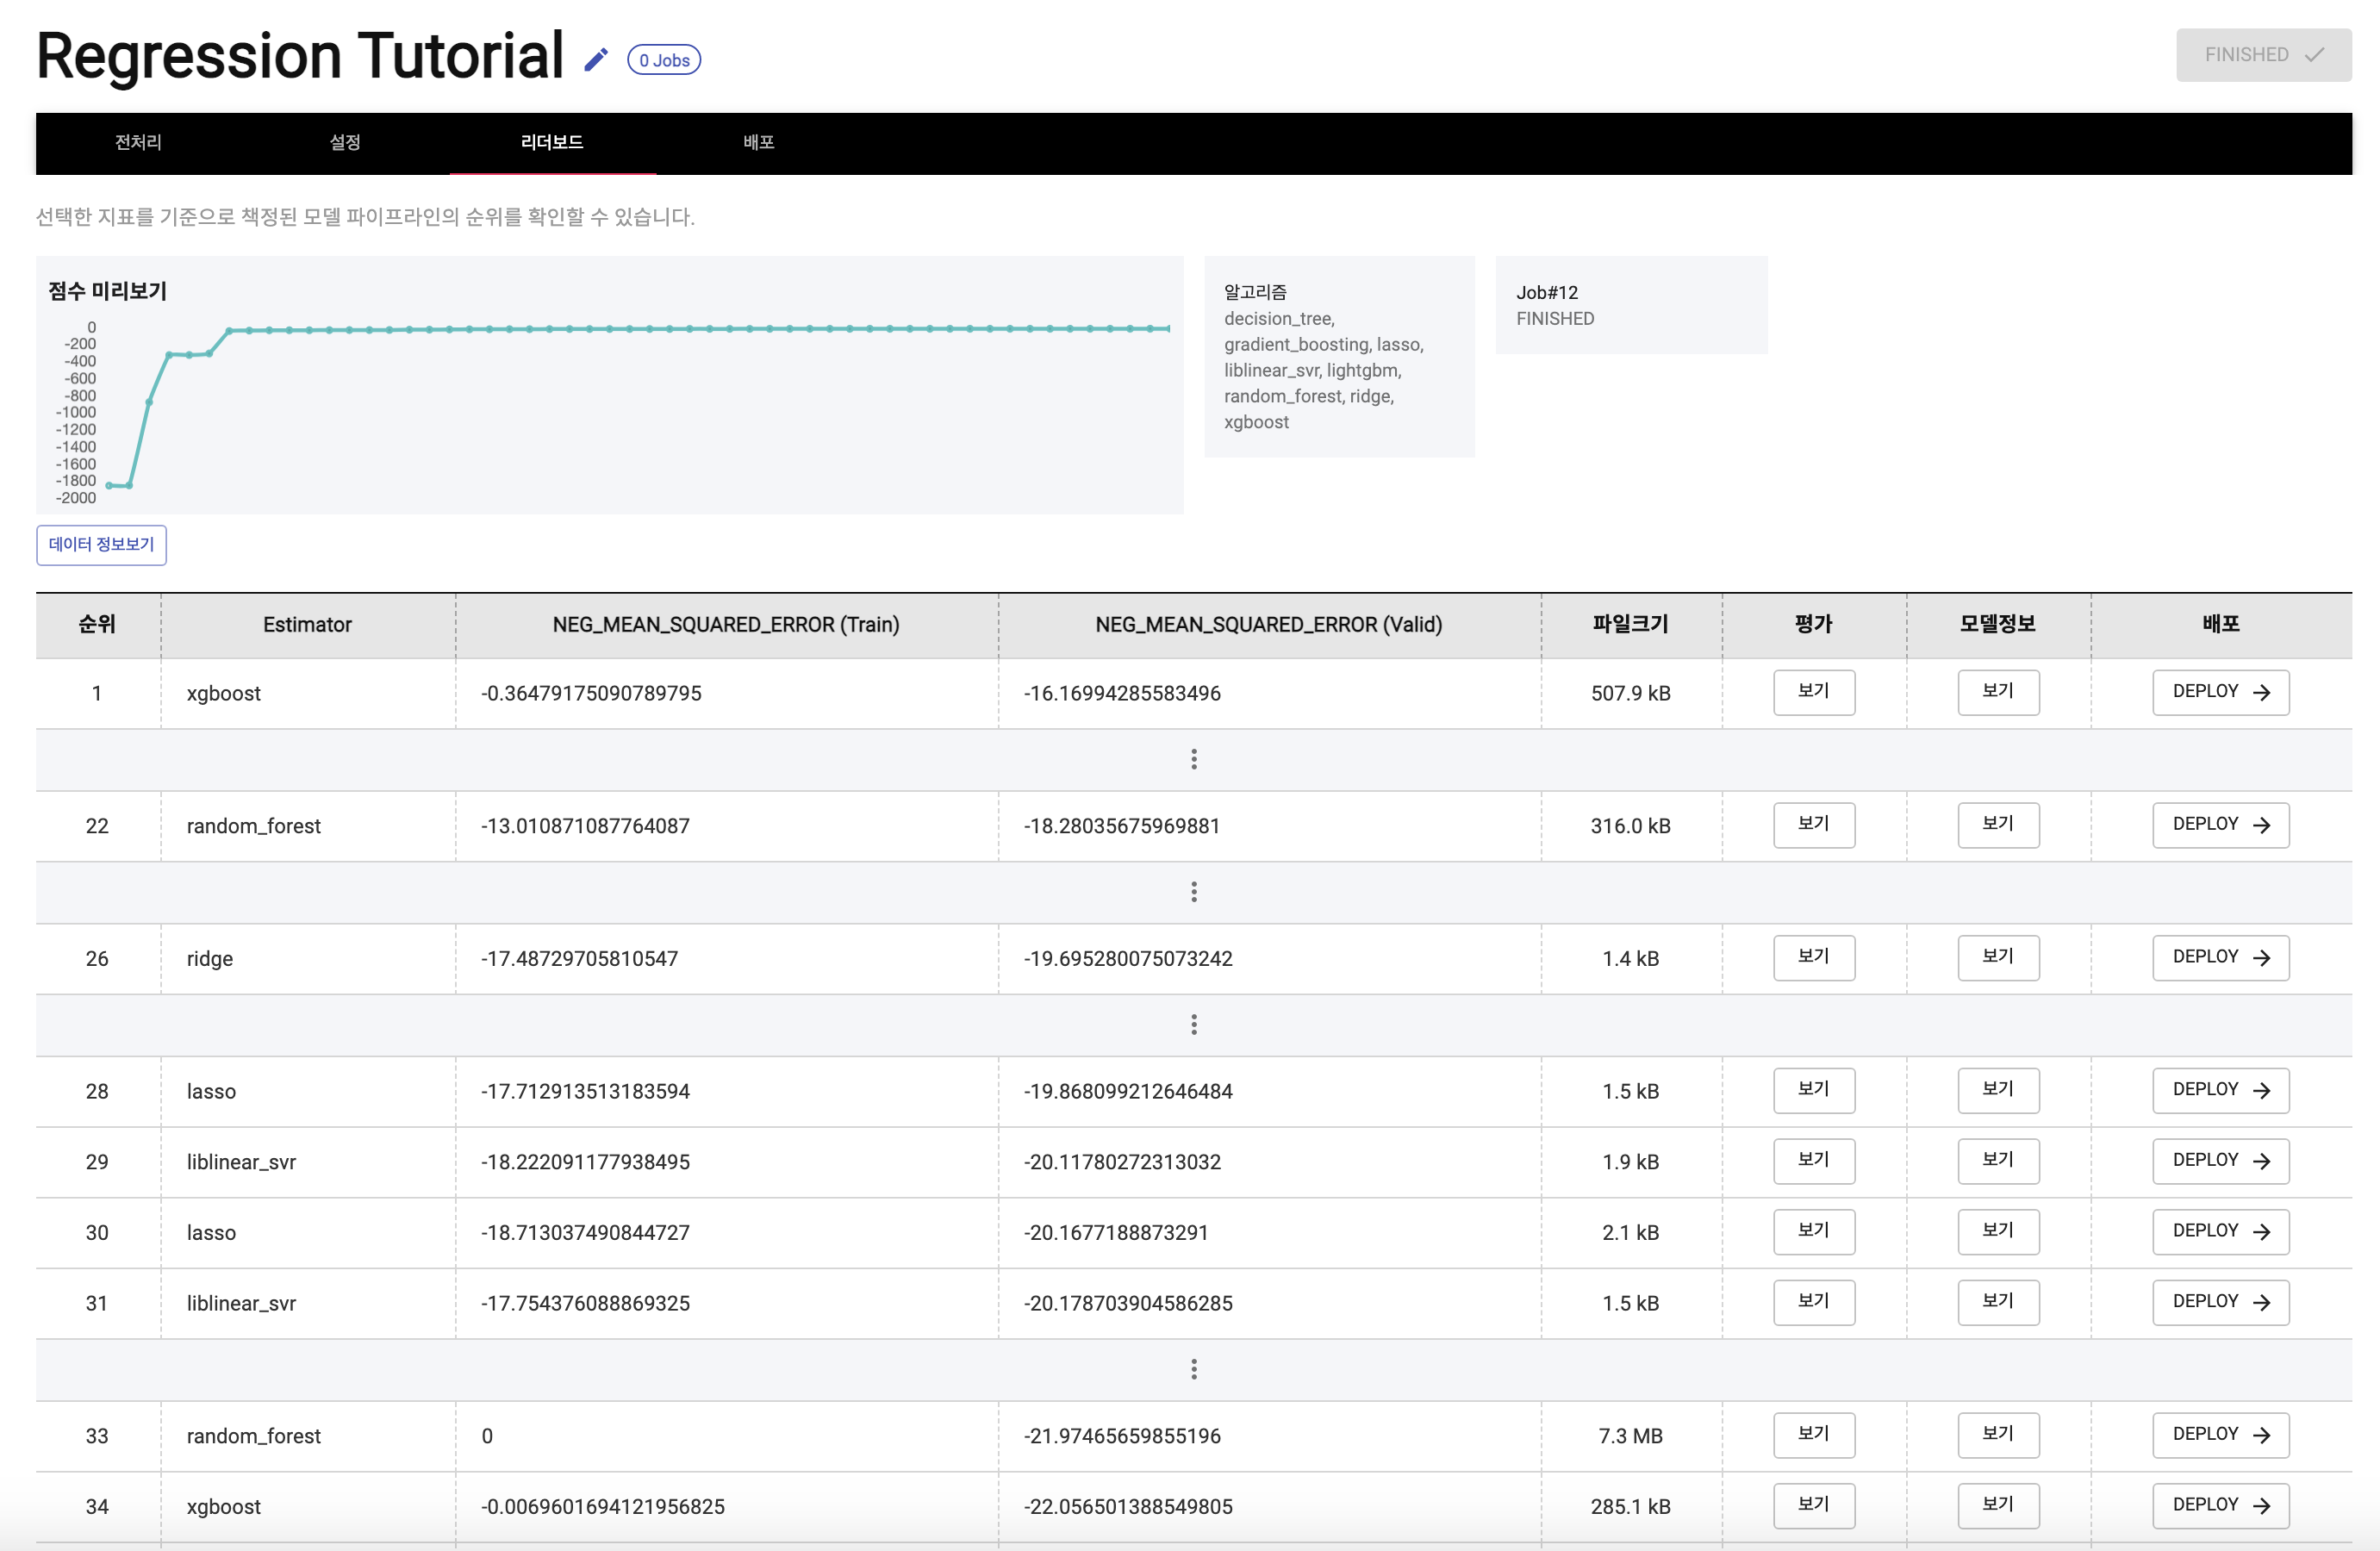 Regression Tutorial 0 Jobs FINISHED
전처리 설정 리더보드 배포
선택한 지표를 기준으로 책정된 모델 파이프라인의 순위를 확인할 수 있습니다.
점수 미리보기
0
-200
-400
-600
-800
-1000
-1200
-1400
-1600
-1800
-2000
알고리즘
decision_tree,
gradient_boosting, lasso,
liblinear_svr, lightgbm,
random_forest, ridge,
xgboost
Job#12
FINISHED
데이터 정보보기
순위 Estimator NEG_MEAN_SQUARED_ERROR (Train) NEG_MEAN_SQUARED_ERROR (Valid) 파일크기 평가 모델정보 배포
1 xgboost -0.36479175090789795 -16.16994285583496 507.9 kB 보기 보기 DEPLOY
22 random_forest -13.010871087764087 -18.28035675969881 316.0 kB 보기 보기 DEPLOY
26 ridge -17.48729705810547 -19.695280075073242 1.4 kB 보기 보기 DEPLOY
28 lasso -17.712913513183594 -19.868099212646484 1.5 kB 보기 보기 DEPLOY
29 liblinear_svr -18.222091177938495 -20.11780272313032 1.9 kB 보기 보기 DEPLOY
30 lasso -18.713037490844727 -20.1677188873291 2.1 kB 보기 보기 DEPLOY
31 liblinear_svr -17.754376088869325 -20.178703904586285 1.5 kB 보기 보기 DEPLOY
33 random_forest 0 -21.97465659855196 7.3 MB 보기 보기 DEPLOY
34 xgboost -0.0069601694121956825 -22.056501388549805 285.1 kB 보기 보기 DEPLOY